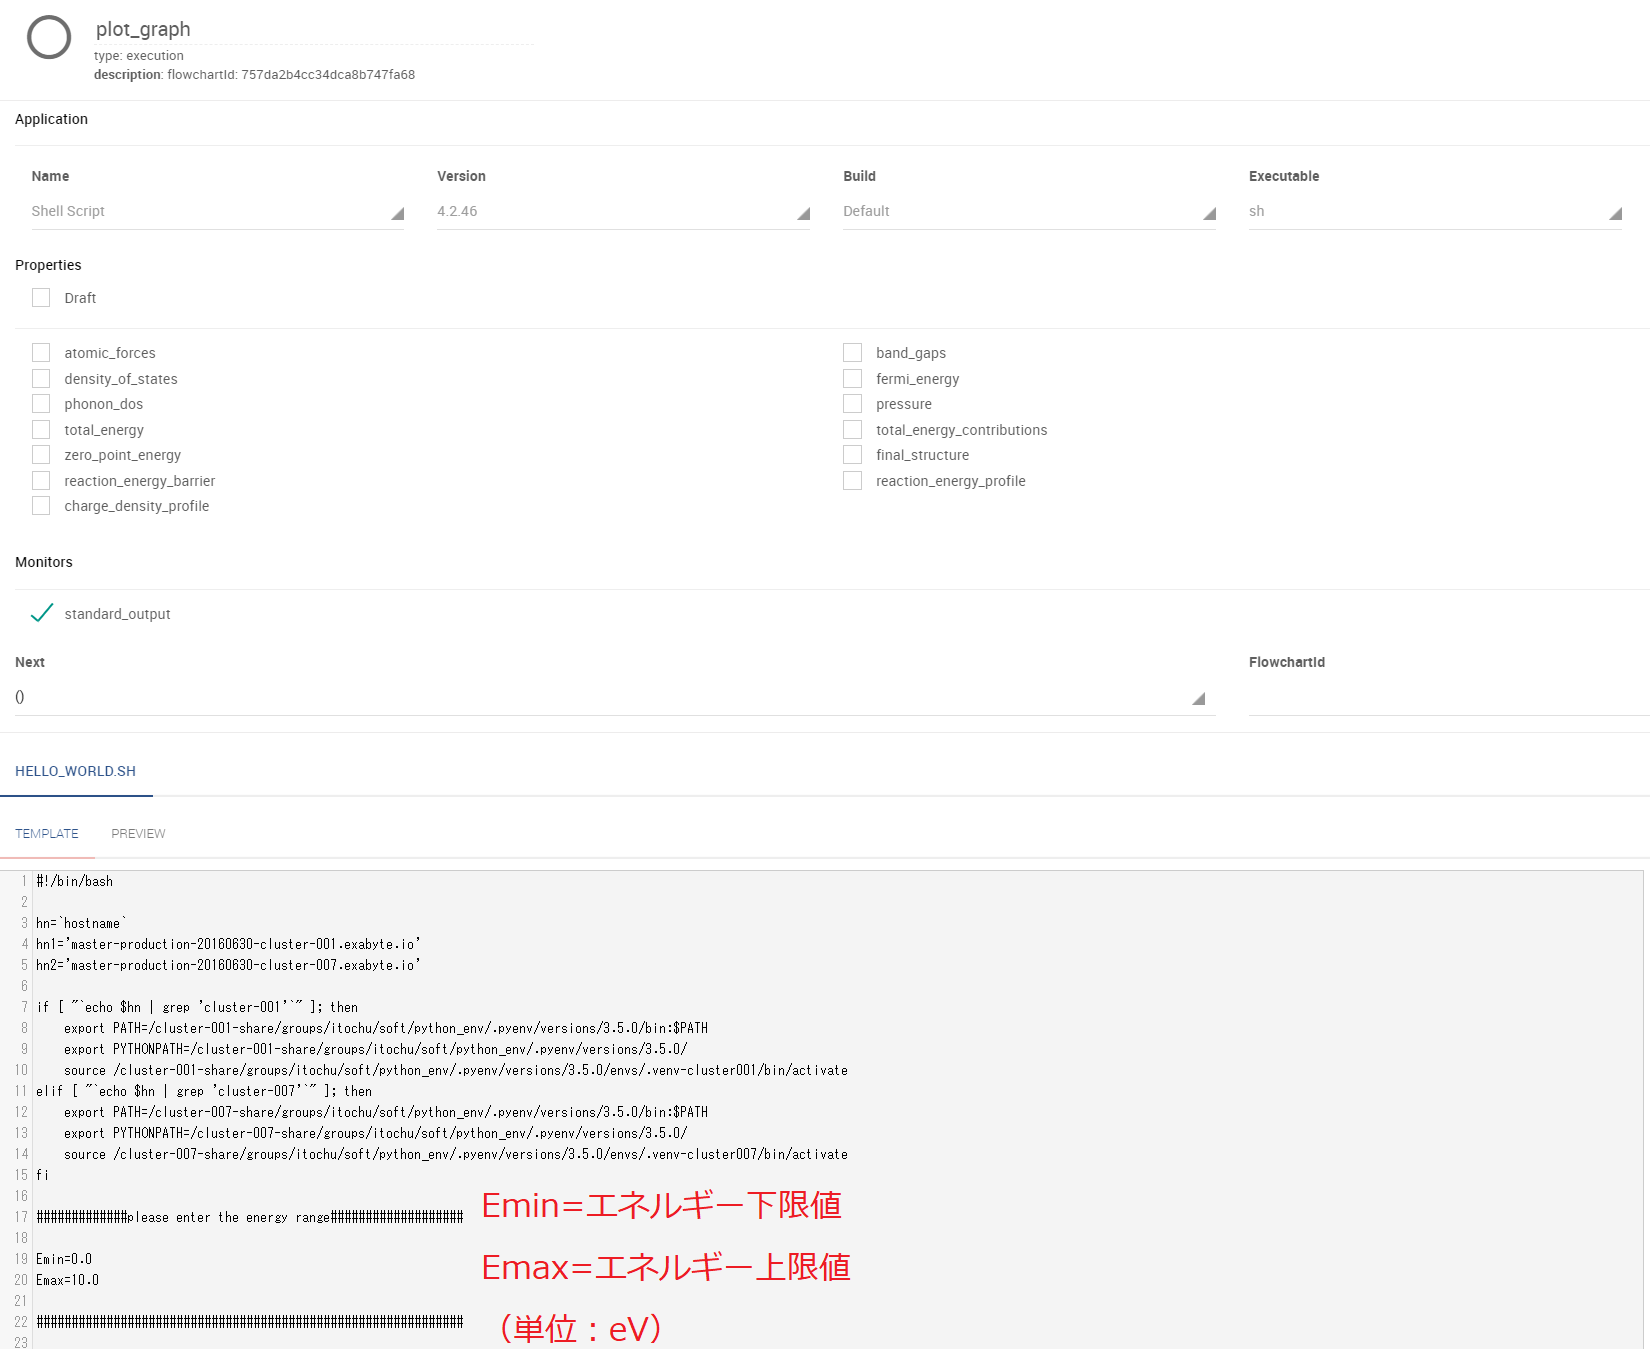 plot_graph
type: execution
description: flowchartId: 757da2b4cc34dca8b747fa68
Application
Name Version Build Executable
Shell Script 4.2.46 Default sh
Properties
Draft
atomic_forces band_gaps
density_of_states fermi_energy
phonon_dos pressure
total_energy total_energy_contributions
zero_point_energy final_structure
reaction_energy_barrier reaction_energy_profile
charge_density_profile
Monitors
standard_output
Next FlowchartId
()
HELLO_WORLD.SH
TEMPLATE PREVIEW
1 #!/bin/bash
2
3 hn=`hostname`
4 hn1='master-production-20160630-cluster-001.exabyte.io'
5 hn2='master-production-20160630-cluster-007.exabyte.io'
6
7 if [ "`echo $hn | grep 'cluster-001'`" ]; then
8 export PATH=/cluster-001-share/groups/itochu/soft/python_env/.pyenv/versions/3.5.0/bin:$PATH
9 export PYTHONPATH=/cluster-001-share/groups/itochu/soft/python_env/.pyenv/versions/3.5.0/
10 source /cluster-001-share/groups/itochu/soft/python_env/.pyenv/versions/3.5.0/envs/.venv-cluster001/bin/activate
11 elif [ "`echo $hn | grep 'cluster-007'`" ]; then
12 export PATH=/cluster-007-share/groups/itochu/soft/python_env/.pyenv/versions/3.5.0/bin:$PATH
13 export PYTHONPATH=/cluster-007-share/groups/itochu/soft/python_env/.pyenv/versions/3.5.0/
14 source /cluster-007-share/groups/itochu/soft/python_env/.pyenv/versions/3.5.0/envs/.venv-cluster007/bin/activate
15 fi
16
17 #############please enter the energy range###################
18
19 Emin=0.0
20 Emax=10.0
21
22 #############################################################
23
Emin=エネルギー下限値
Emax=エネルギー上限値
（単位：eV）